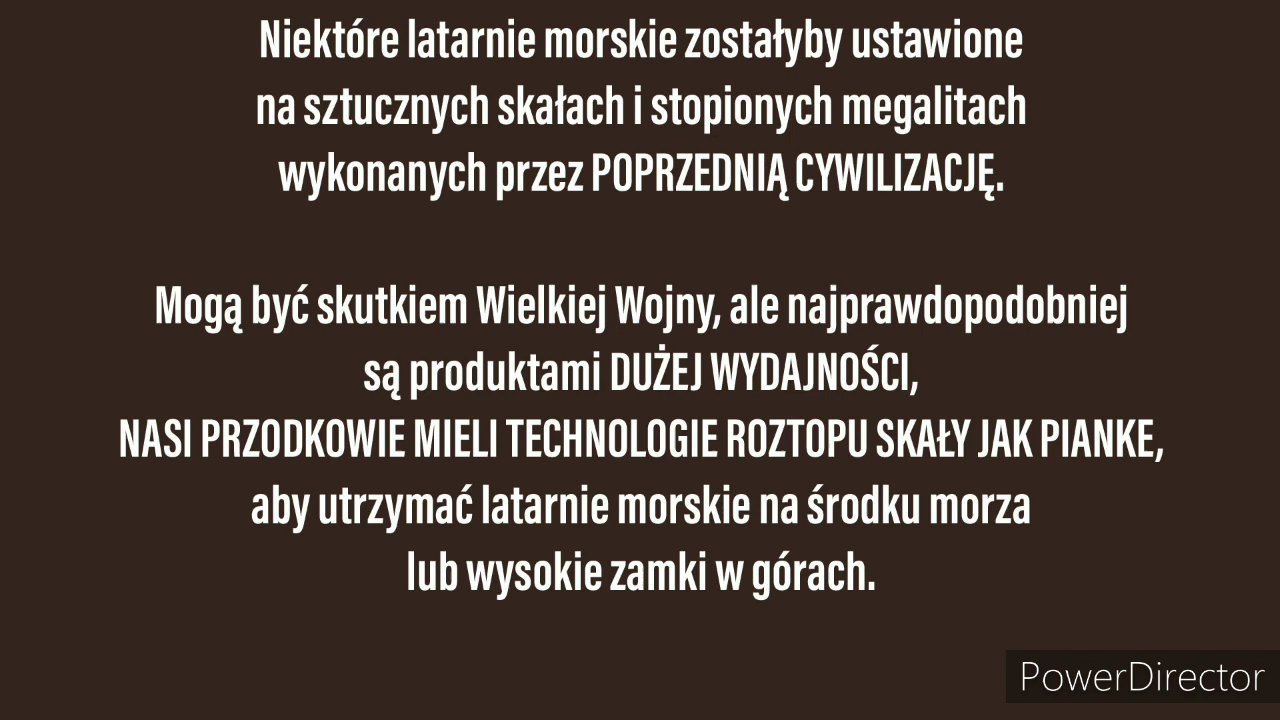 Niektóre latarnie morskie zostałyby ustawione
na sztucznych skałach i stopionych megalitach
wykonanych przez POPRZEDNIĄ CYWILIZACJĘ.
Mogą być skutkiem Wielkiej Wojny, ale najprawdopodobniej
są produktami DUŻEJ WYDAJNOŚCI,
NASI PRZODKOWIE MIELI TECHNOLOGIE ROZTOPU SKAŁY JAK PIANKE,
aby utrzymać latarnie morskie na środku morza
lub wysokie zamki w górach.
PowerDirector